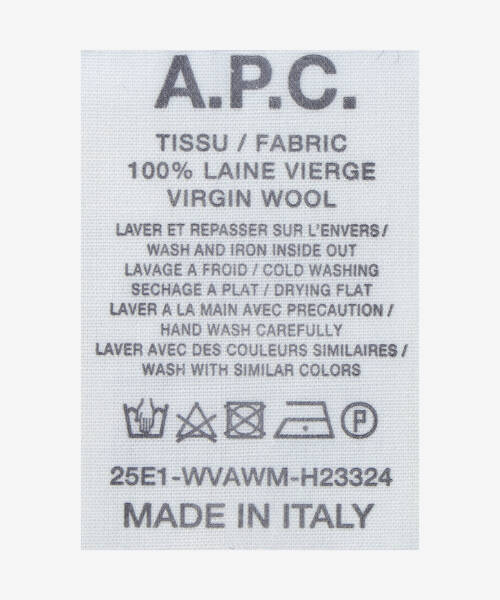 A.P.C.
TISSU / FABRIC
100% LAINE VIERGE
VIRGIN WOOL
LAVER ET REPASSER SUR L'ENVERS /
WASH AND IRON INSIDE OUT
LAVAGE A FROID / COLD WASHING
SECHAGE A PLAT / DRYING FLAT
LAVER A LA MAIN AVEC PRECAUTION /
HAND WASH CAREFULLY
LAVER AVEC DES COULEURS SIMILAIRES /
WASH WITH SIMILAR COLORS
P
25E1-WVAWM-H23324
MADE IN ITALY